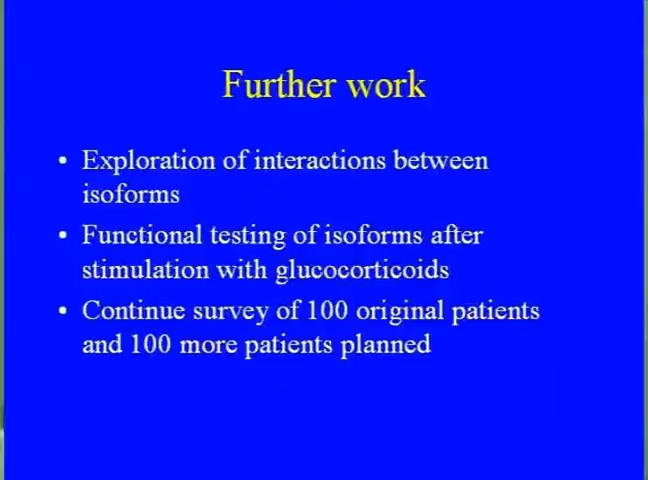 Further work
• Exploration of interactions between
isoforms
• Functional testing of isoforms after
stimulation with glucocorticoids
• Continue survey of 100 original patients
and 100 more patients planned